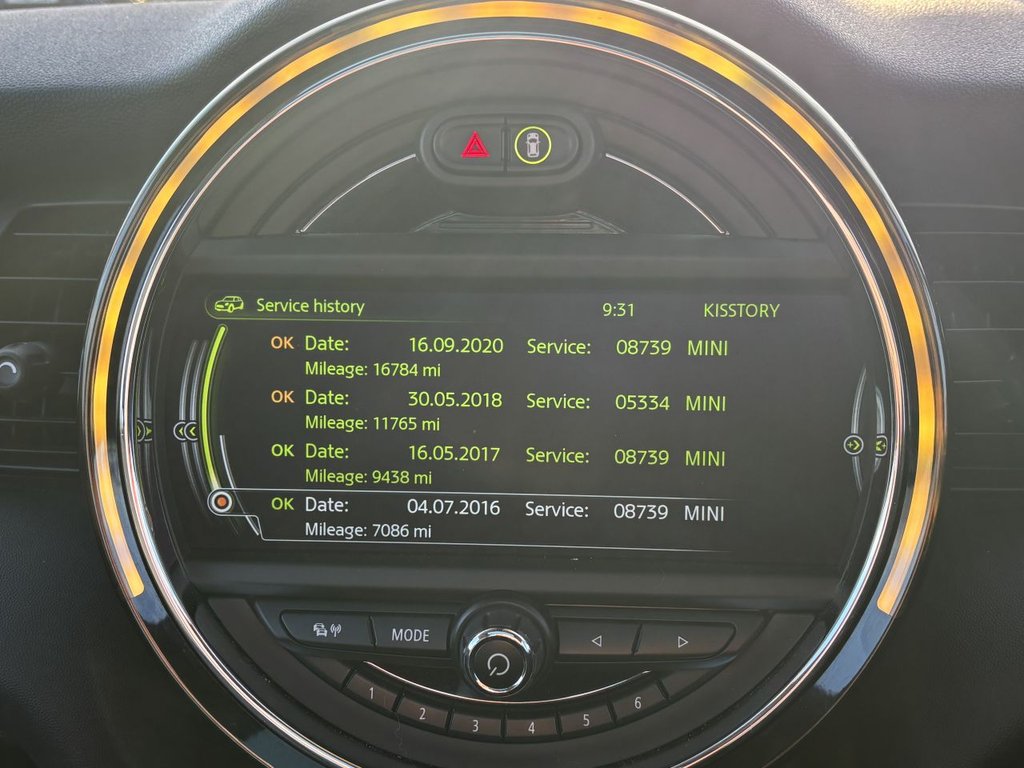 Service history 9:31 KISSTORY
OK Date: 16.09.2020 Service: 08739 MINI
Mileage: 16784 mi
OK Date: 30.05.2018 Service: 05334 MINI
Mileage: 11765 mi
OK Date: 16.05.2017 Service: 08739 MINI
Mileage: 9438 mi
OK Date: 04.07.2016 Service: 08739 MINI
Mileage: 7086 mi
MODE
1 2 3 4 5 6